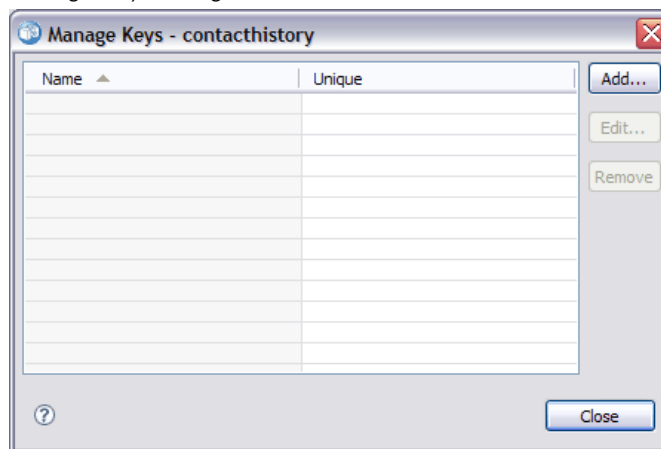 Manage Keys - contacthistory
Name
Unique
Add...
Edit...
Remove
?
Close